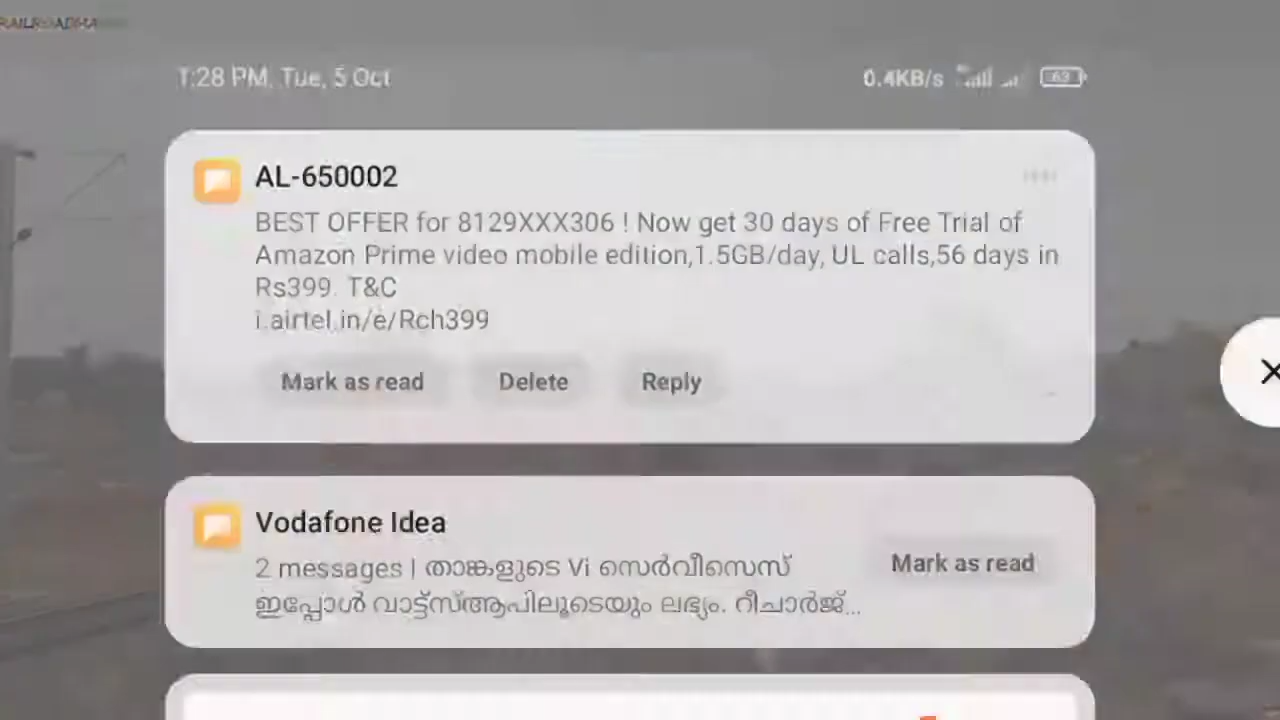 1:28 PM, Tue, 5 Oct
0.4KB/s
63
AL-650002
BEST OFFER for 8129XXX306 ! Now get 30 days of Free Trial of
Amazon Prime video mobile edition,1.5GB/day, UL calls,56 days in
Rs399. T&C
i.airtel.in/e/Rch399
Mark as read
Delete
Reply
Vodafone Idea
2 messages | താങ്കളുടെ Vi സെർവീസെസ്
ഇപ്പോൾ വാട്ട്സ്ആപിലൂടെയും ലഭ്യം. റീചാർജ്...
Mark as read